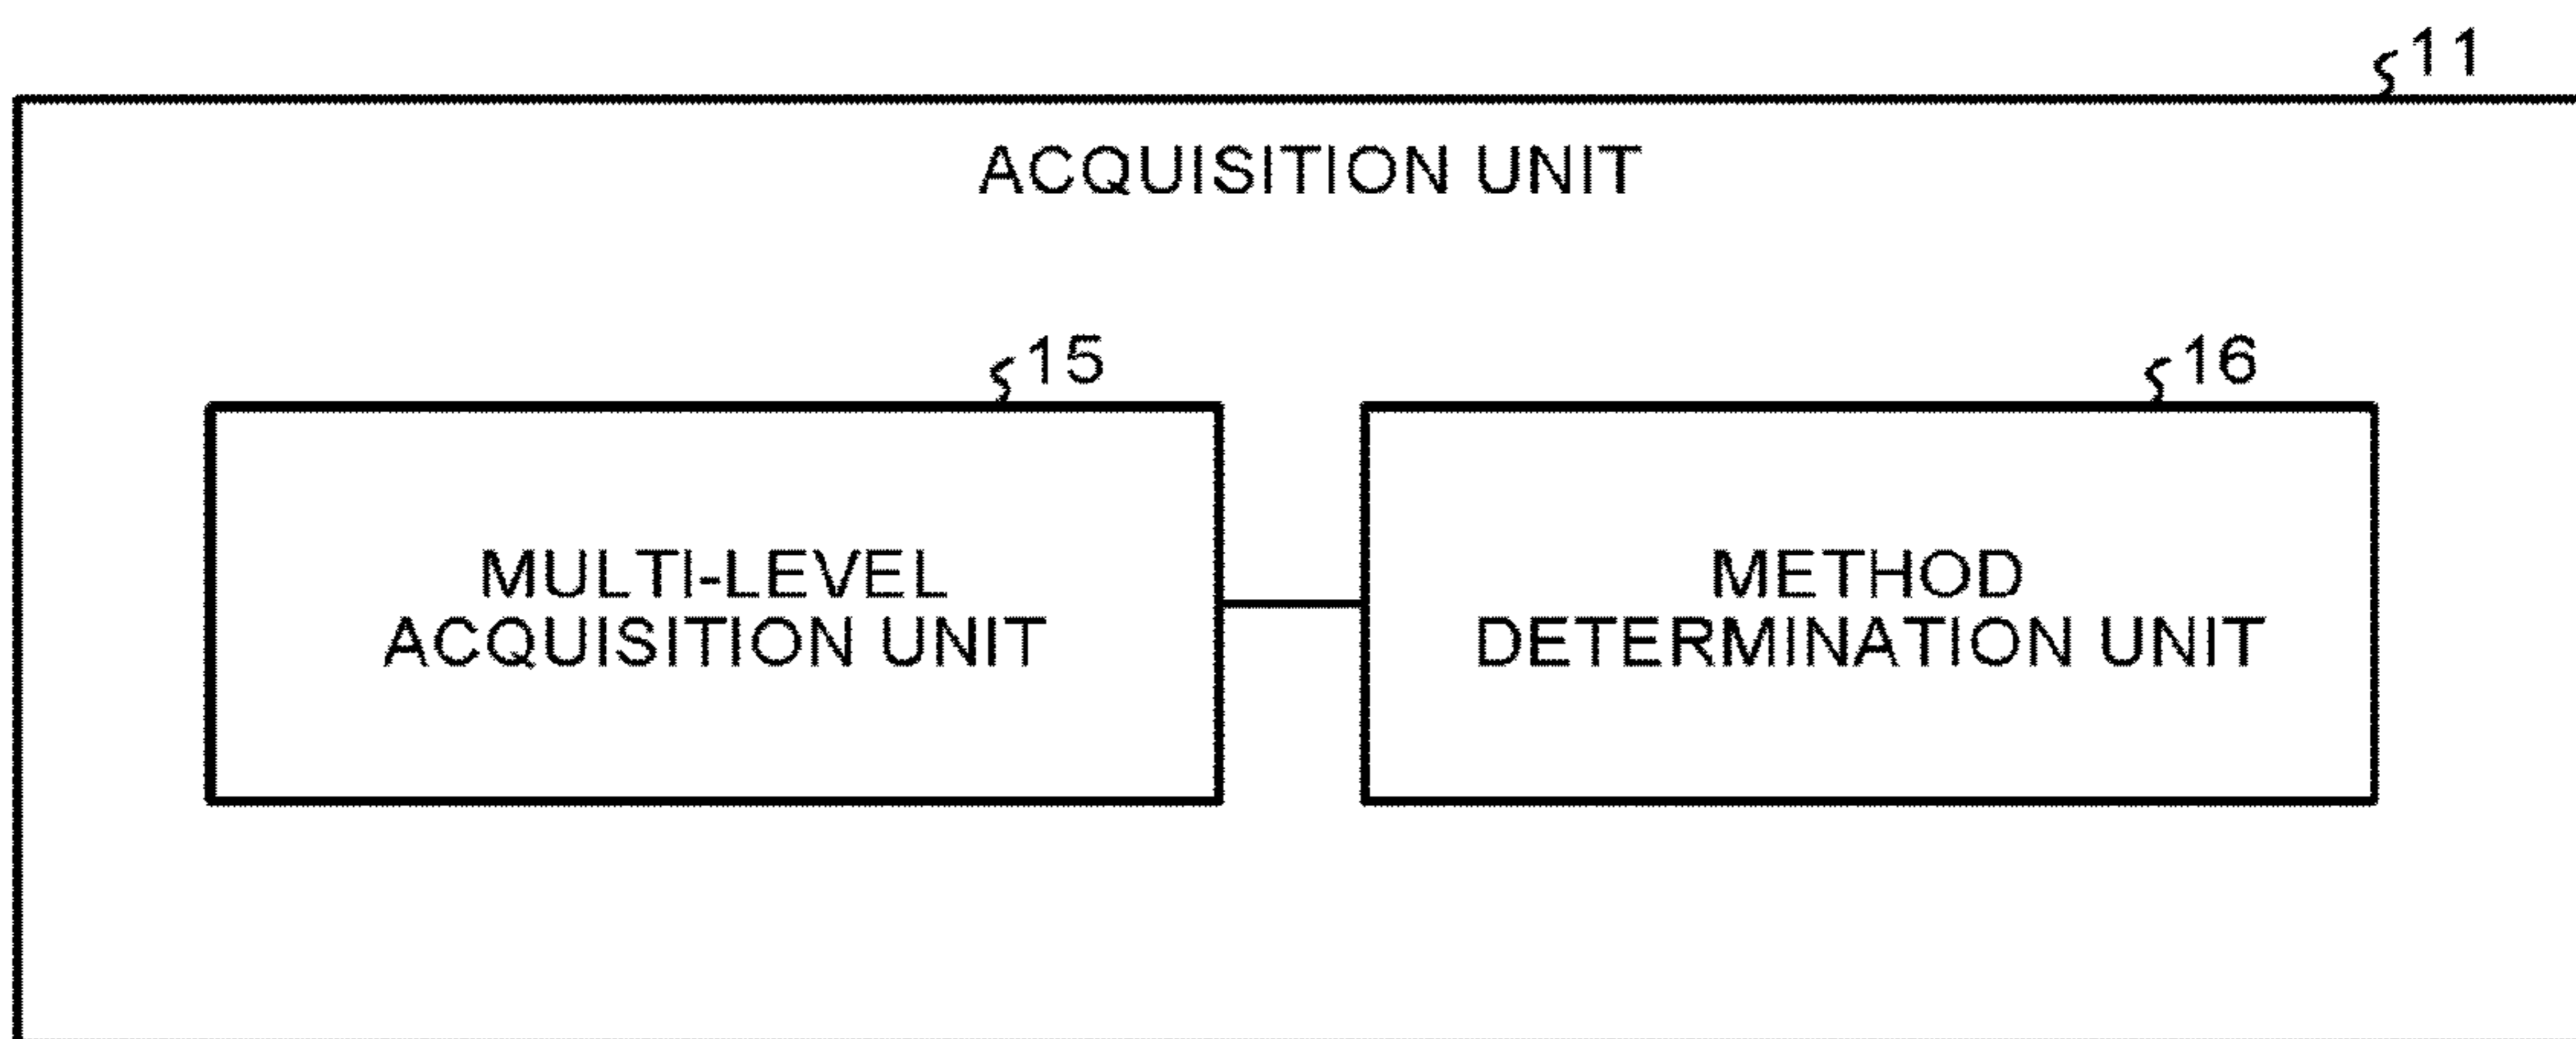 11
ACQUISITION UNIT
15
16
MULTI-LEVEL
ACQUISITION UNIT
METHOD
DETERMINATION UNIT